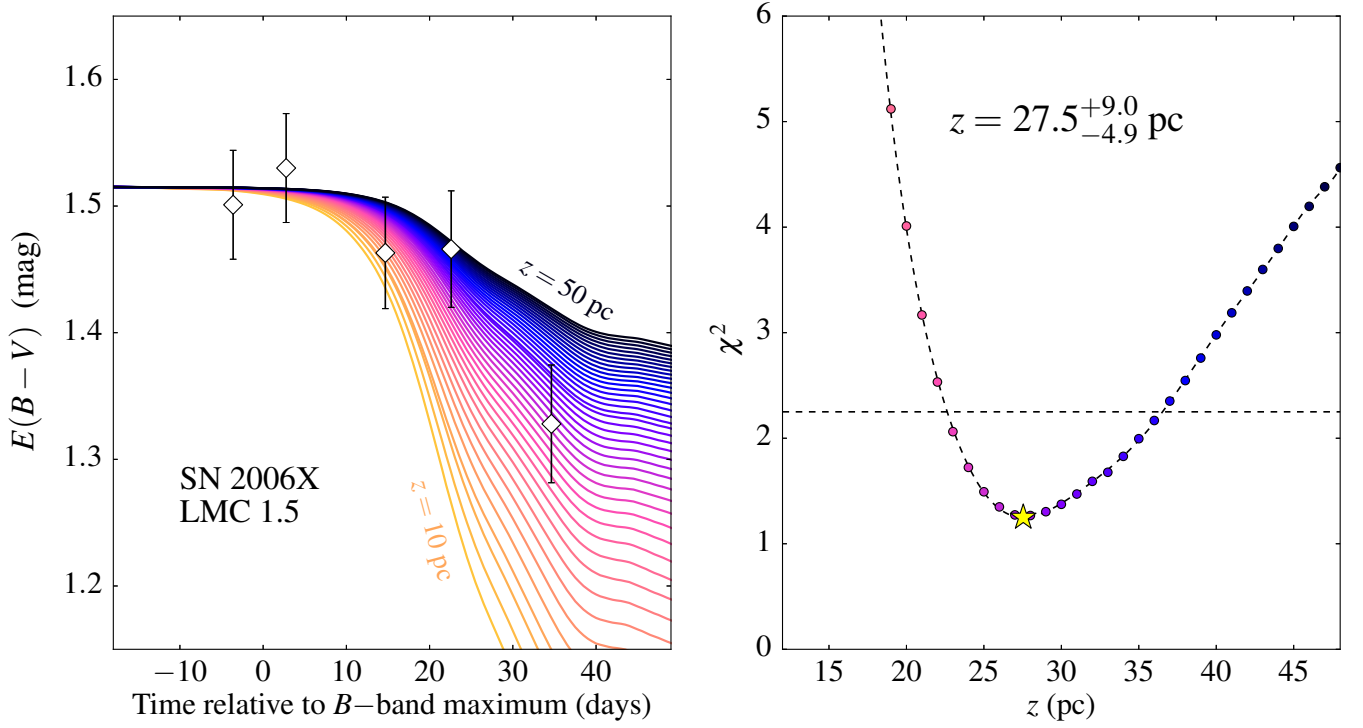 1.6
1.5
1.4
1.3
1.2
E(B − V) (mag)
z = 50 pc
z = 10 pc
SN 2006X
LMC 1.5
−10 0 10 20 30 40
Time relative to B−band maximum (days)
6
5
4
3
2
1
0
χ²
z = 27.5 +9.0 −4.9 pc
15 20 25 30 35 40 45
z (pc)